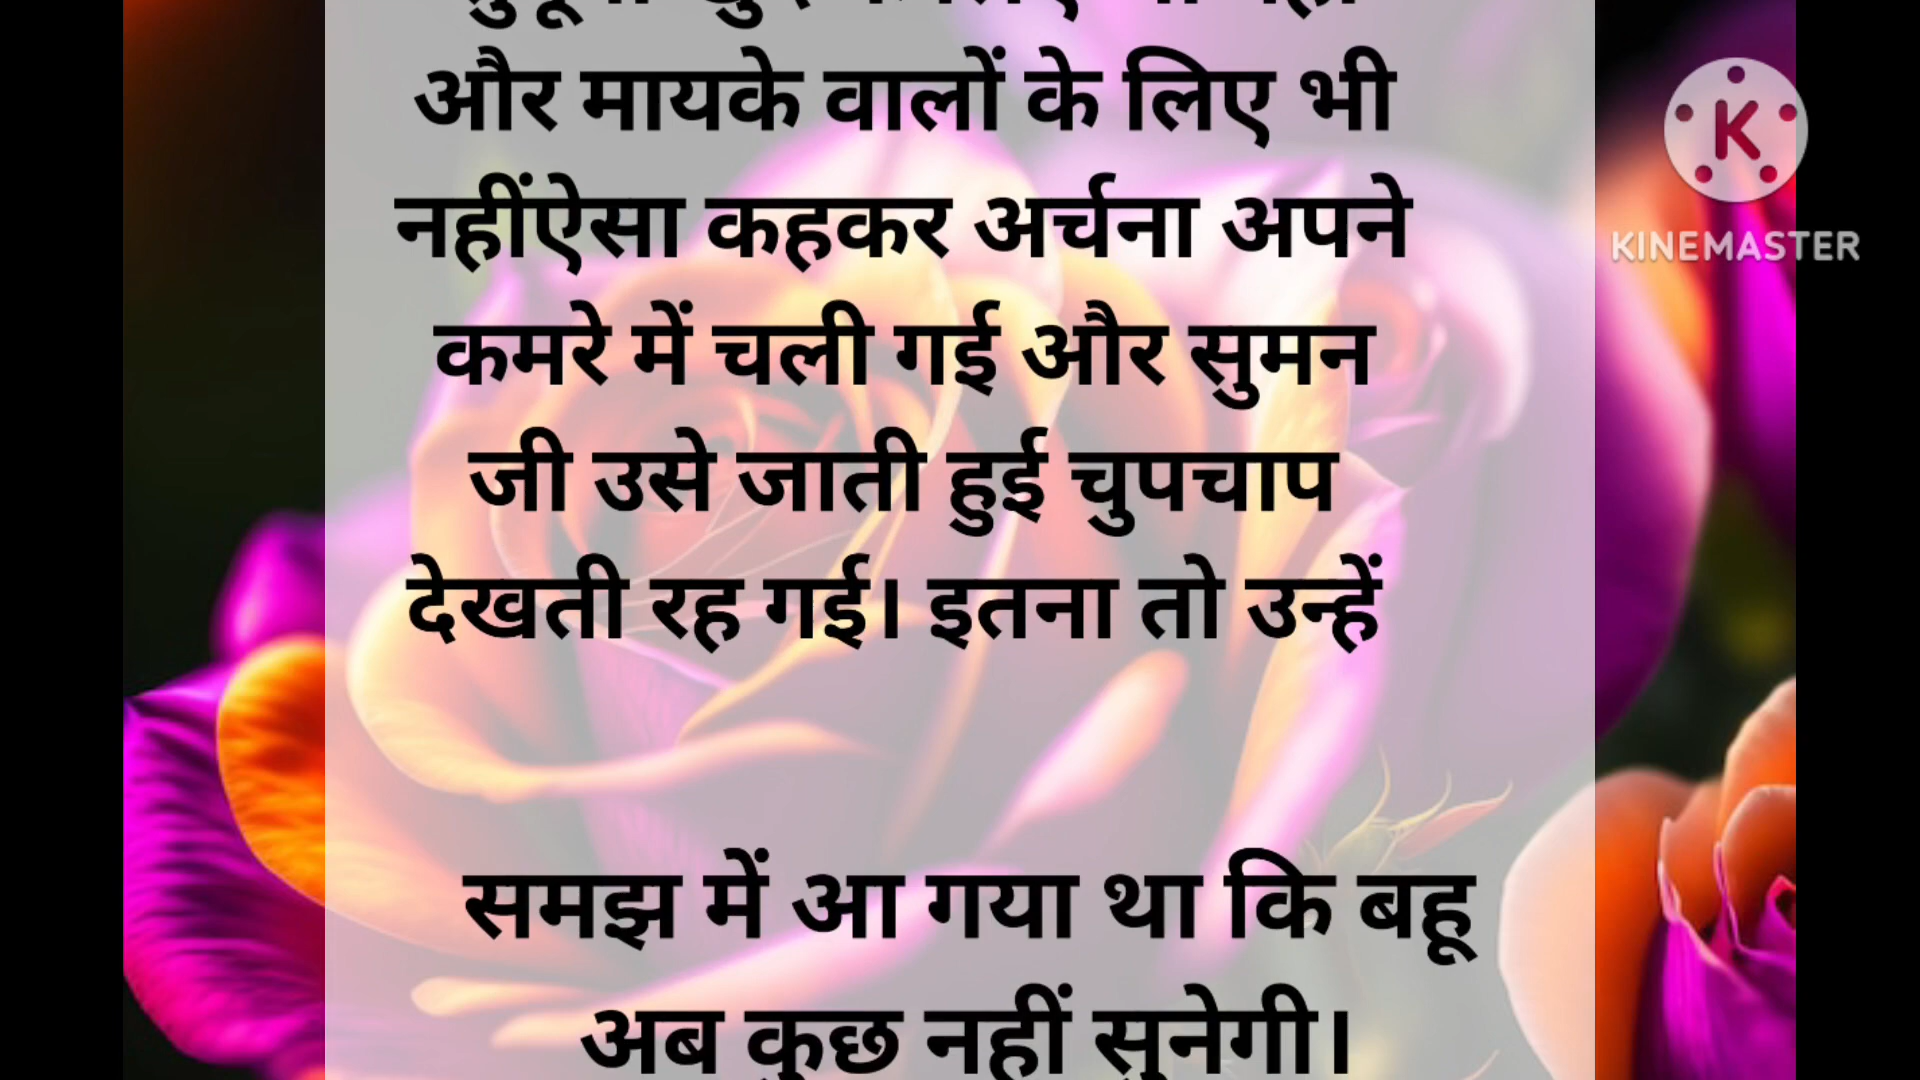 और मायके वालों के लिए भी
नहींऐसा कहकर अर्चना अपने
कमरे में चली गई और सुमन
जी उसे जाती हुई चुपचाप
देखती रह गई। इतना तो उन्हें
समझ में आ गया था कि बहू
अब कुछ नहीं सुनेगी।
KINEMASTER